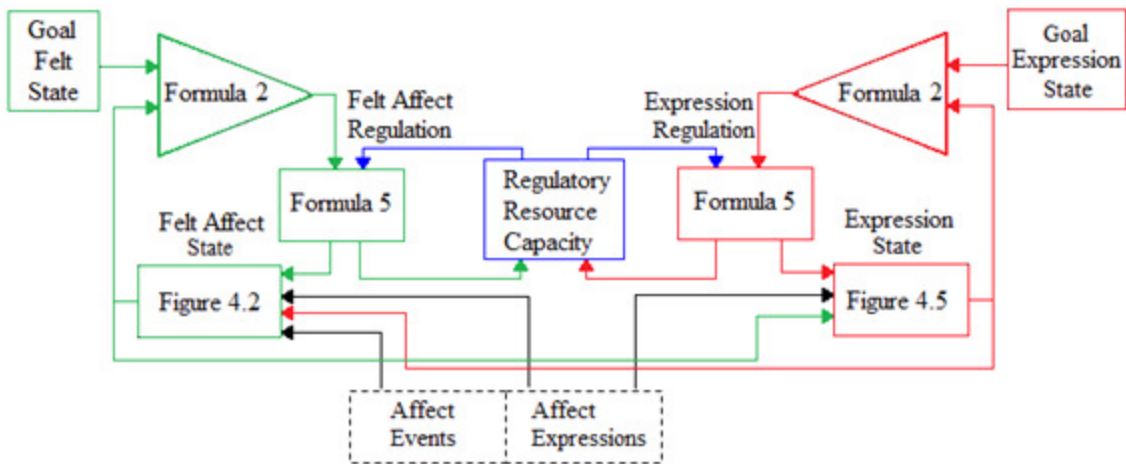 Goal
Felt
State
Formula 2
Felt Affect
Regulation
Expression
Regulation
Formula 2
Goal
Expression
State
Formula 5
Regulatory
Resource
Capacity
Formula 5
Felt Affect
State
Expression
State
Figure 4.2
Figure 4.5
Affect
Events
Affect
Expressions